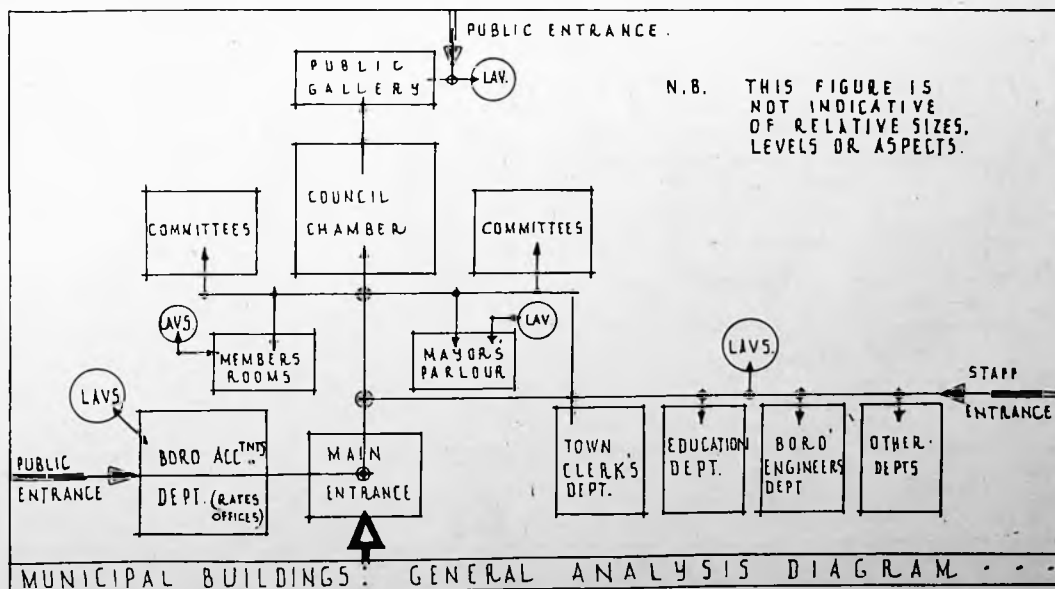 PUBLIC ENTRANCE.
PUBLIC
GALLERY
LAV.
N.B. THIS FIGURE IS
NOT INDICATIVE
OF RELATIVE SIZES,
LEVELS OR ASPECTS.
COUNCIL
CHAMBER
COMMITTEES
COMMITTEES
LAVS
MEMBERS
ROOMS
MAYOR'S
PARLOUR
LAV
LAVS.
STAFF
ENTRANCE
LAVS
PUBLIC
ENTRANCE
BORO ACCTNTS
DEPT. (RATES
OFFICES)
MAIN
ENTRANCE
TOWN
CLERK'S
DEPT.
EDUCATION
DEPT.
BORO'
ENGINEERS
DEPT
OTHER
DEPTS
MUNICIPAL BUILDINGS: GENERAL ANALYSIS DIAGRAM · · ·